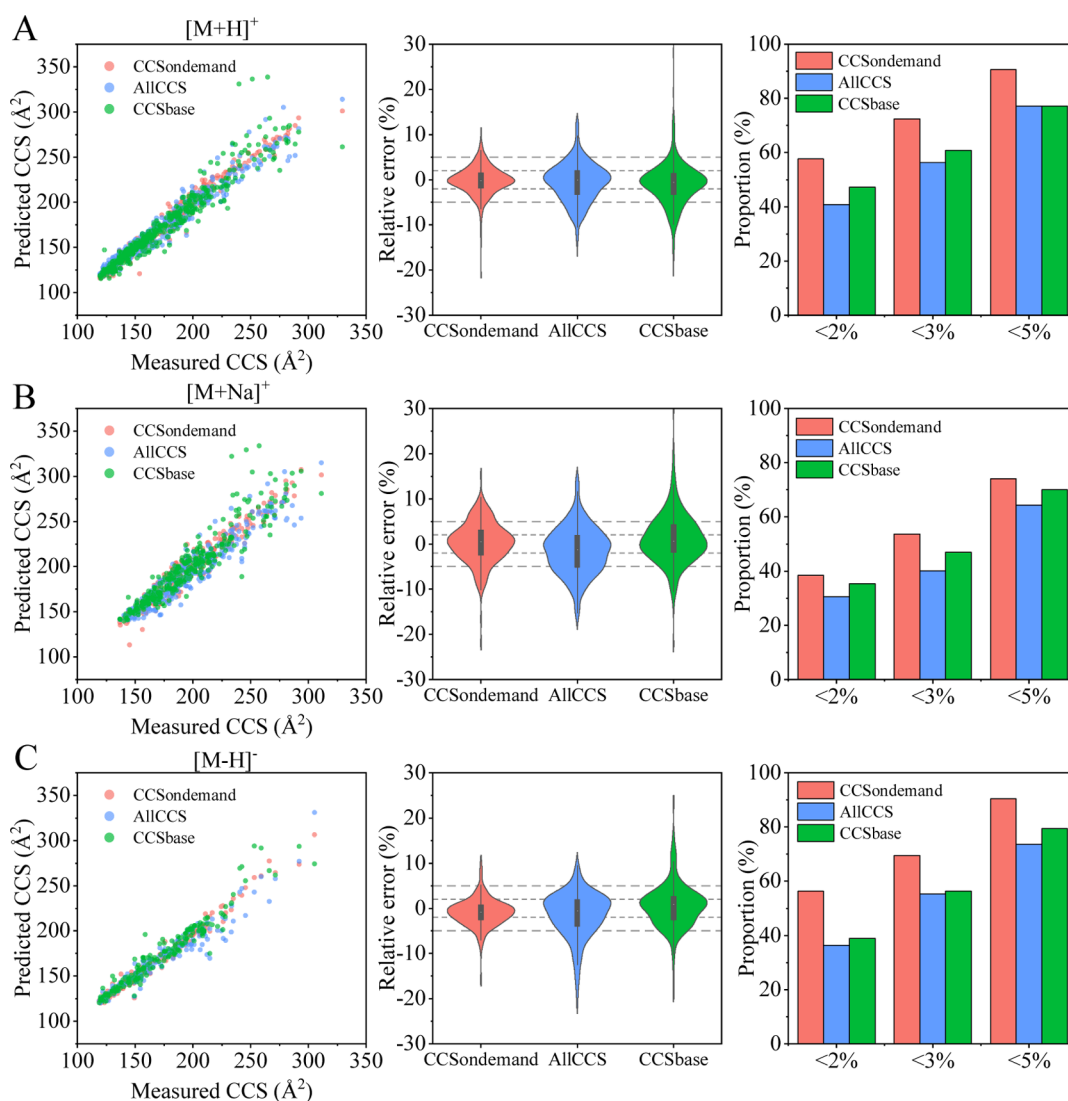 A
[M+H]⁺
CCSondemand
AllCCS
CCSbase
Predicted CCS (Å²)
350
300
250
200
150
100
100
150
200
250
300
350
Measured CCS (Å²)
Relative error (%)
30
20
10
0
-10
-20
-30
CCSondemand
AllCCS
CCSbase
Proportion (%)
100
80
60
40
20
0
CCSondemand
AllCCS
CCSbase
<2%
<3%
<5%
B
[M+Na]⁺
CCSondemand
AllCCS
CCSbase
Predicted CCS (Å²)
350
300
250
200
150
100
100
150
200
250
300
350
Measured CCS (Å²)
Relative error (%)
30
20
10
0
-10
-20
-30
CCSondemand
AllCCS
CCSbase
Proportion (%)
100
80
60
40
20
0
CCSondemand
AllCCS
CCSbase
<2%
<3%
<5%
C
[M-H]⁻
CCSondemand
AllCCS
CCSbase
Predicted CCS (Å²)
350
300
250
200
150
100
100
150
200
250
300
350
Measured CCS (Å²)
Relative error (%)
30
20
10
0
-10
-20
-30
CCSondemand
AllCCS
CCSbase
Proportion (%)
100
80
60
40
20
0
CCSondemand
AllCCS
CCSbase
<2%
<3%
<5%